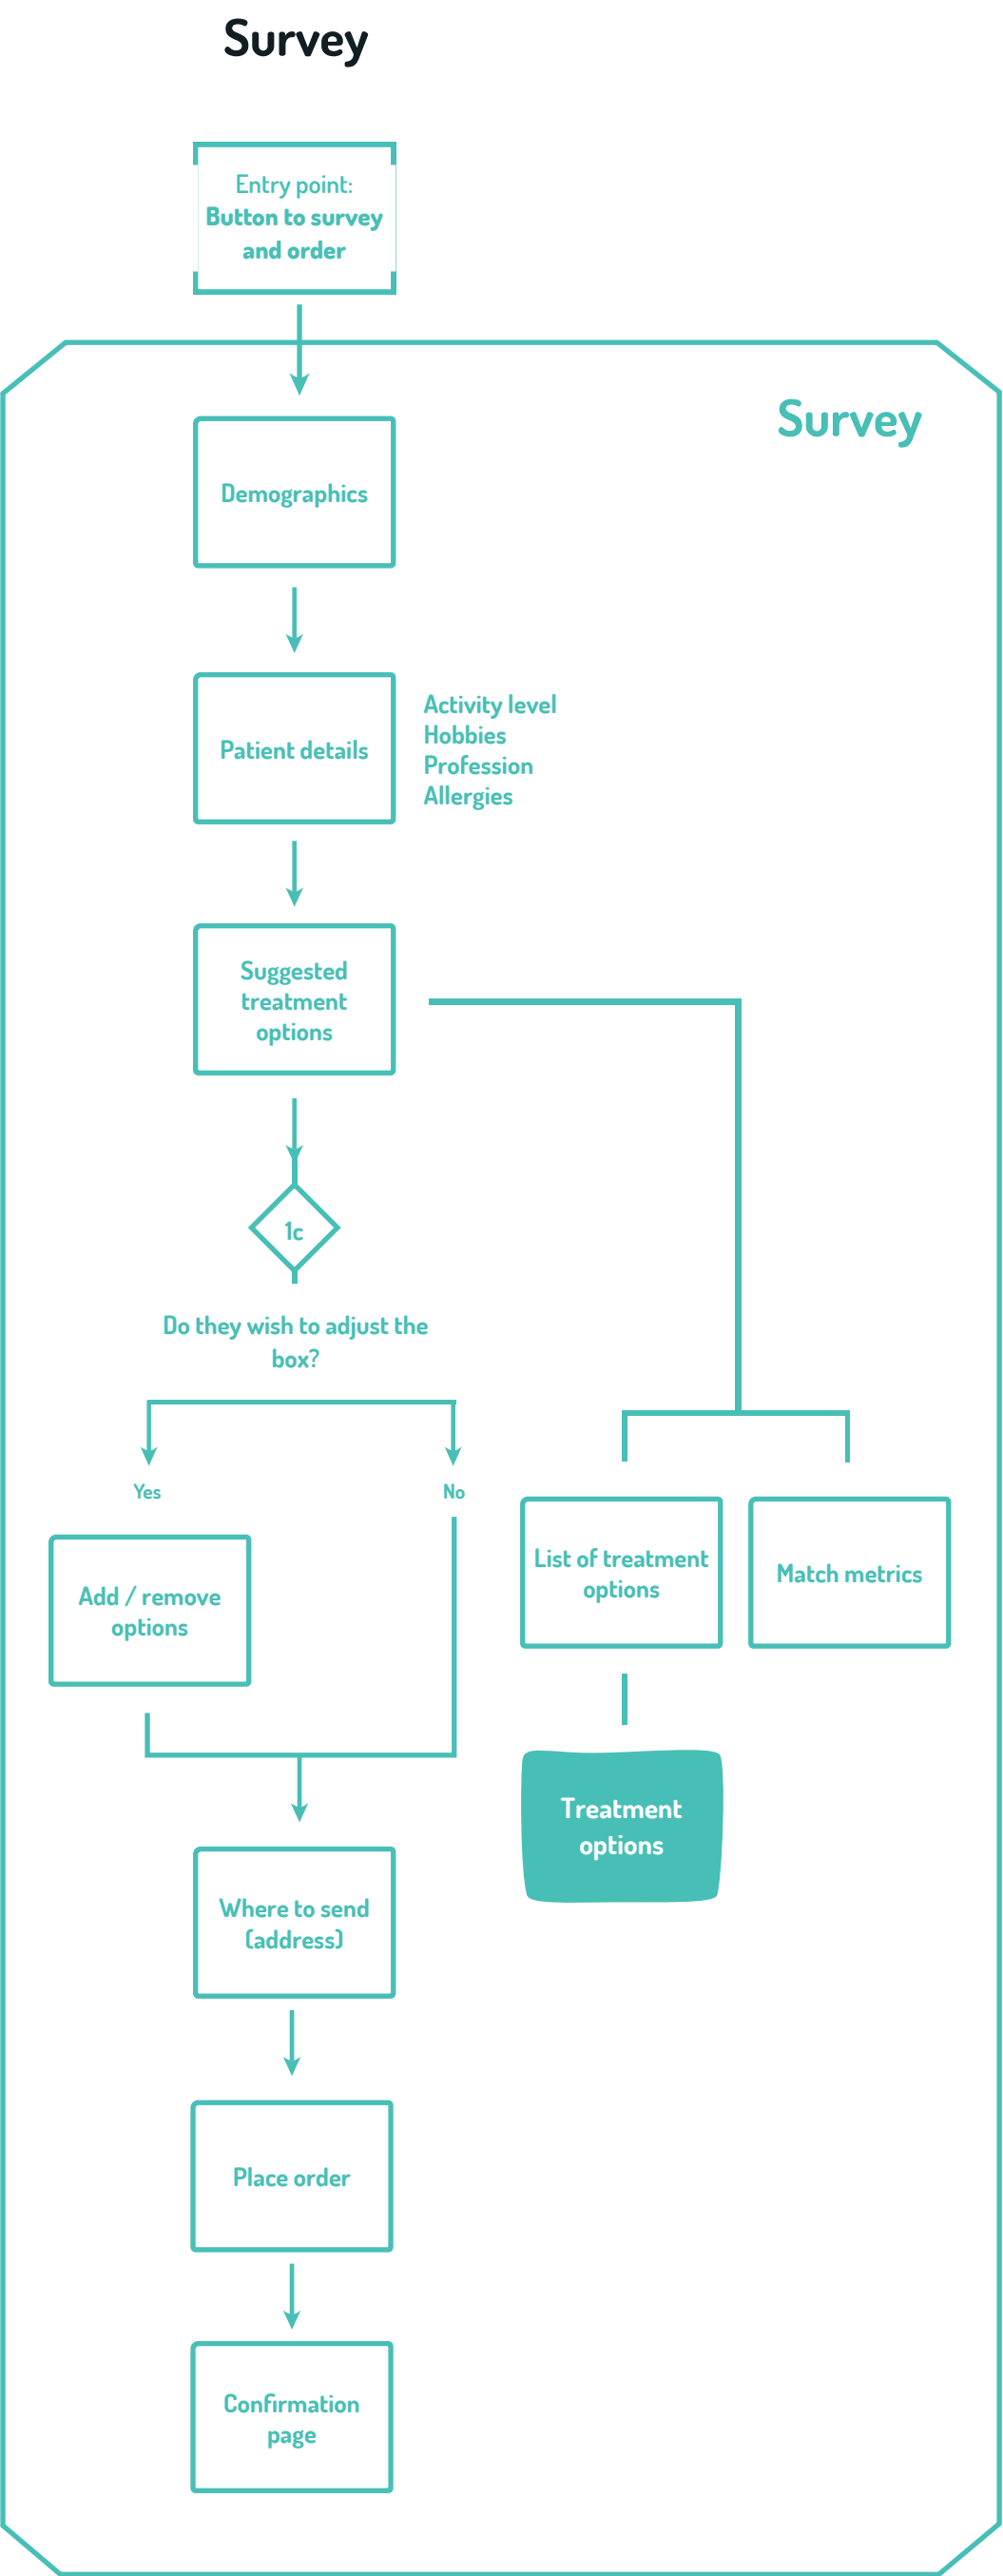 Survey
Entry point:
Button to survey
and order
Survey
Demographics
Patient details
Activity level
Hobbies
Profession
Allergies
Suggested
treatment
options
1c
Do they wish to adjust the
box?
Yes
No
Add / remove
options
List of treatment
options
Match metrics
Treatment
options
Where to send
(address)
Place order
Confirmation
page